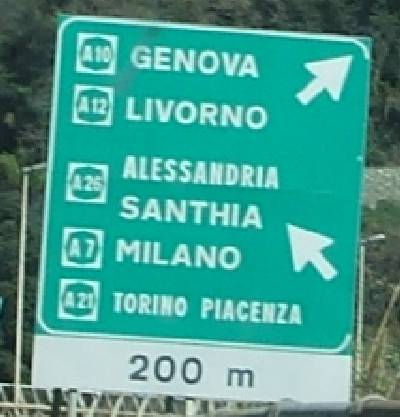 A10 GENOVA
A12 LIVORNO
ALESSANDRIA
A26 SANTHIA
A7 MILANO
A21 TORINO PIACENZA
200 m